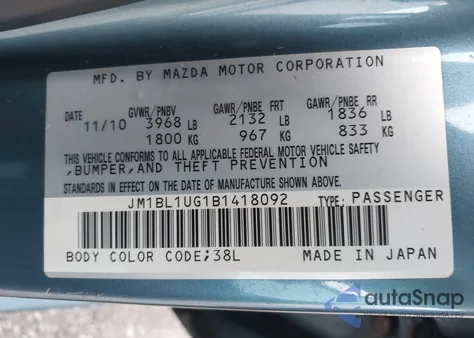 MFD. BY MAZDA MOTOR CORPORATION
DATE GVWR/PNBV GAWR/PNBE FRT GAWR/PNBE RR
11/10 3968 LB 2132 LB 1836 LB
1800 KG 967 KG 833 KG
THIS VEHICLE CONFORMS TO ALL APPLICABLE FEDERAL MOTOR VEHICLE SAFETY
,BUMPER,AND THEFT PREVENTION
STANDARDS IN EFFECT ON THE DATE OF MANUFACTURE SHOWN ABOVE.
JM1BL1UG1B1418092 TYPE: PASSENGER
BODY COLOR CODE;38L MADE IN JAPAN
autoSnap